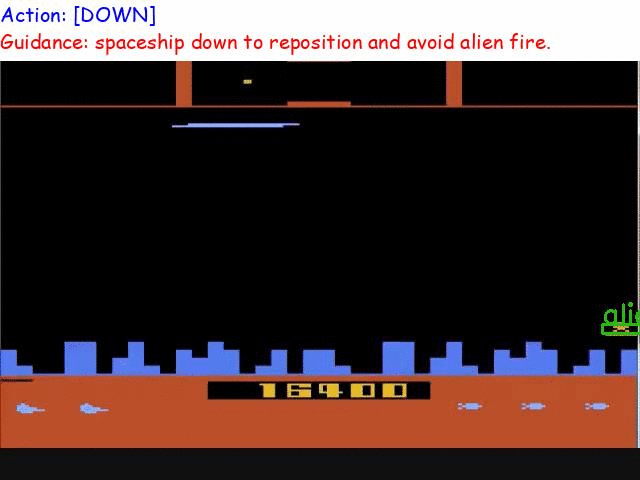 Action: [DOWN]
Guidance: spaceship down to reposition and avoid alien fire.
16400